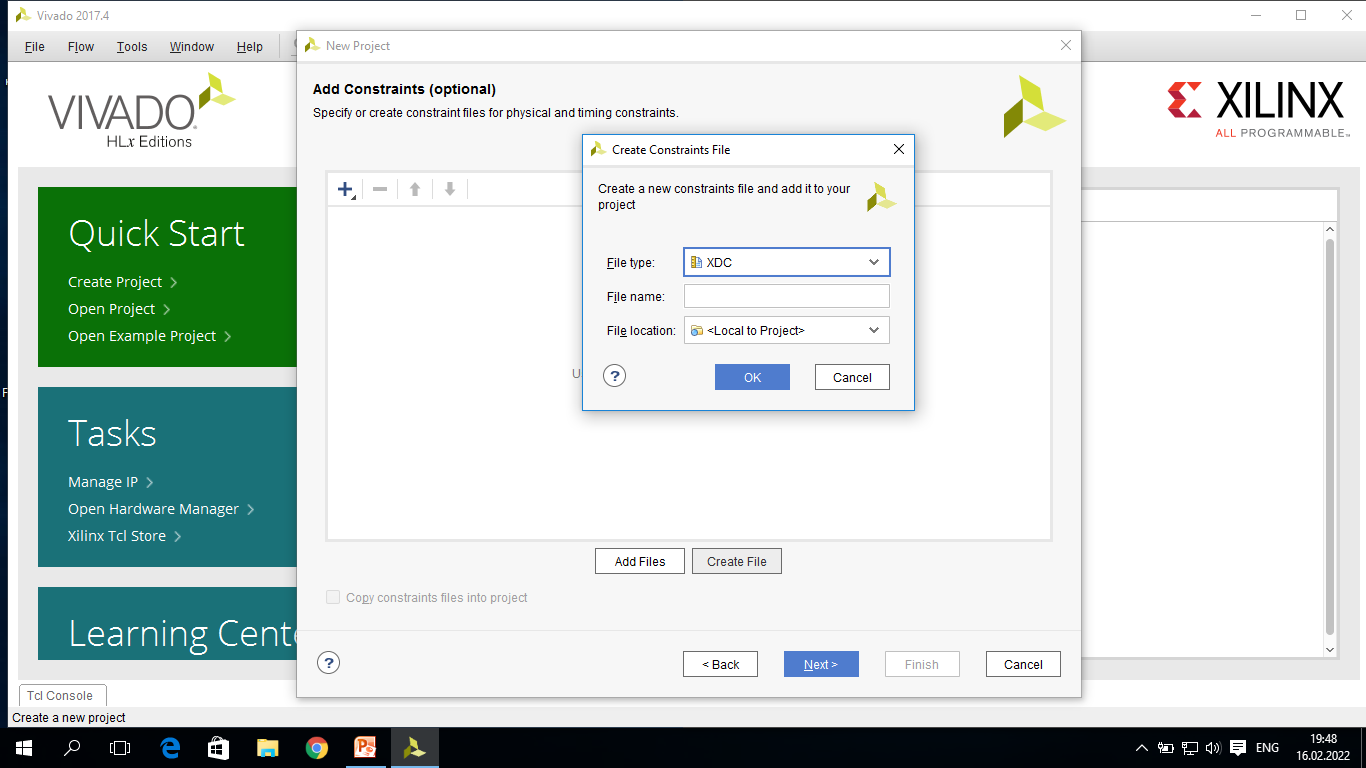 Vivado 2017.4
File Flow Tools Window Help
New Project
VIVADO
HLx Editions
XILINX
ALL PROGRAMMABLE
Add Constraints (optional)
Specify or create constraint files for physical and timing constraints.
Create Constraints File
Create a new constraints file and add it to your
project
File type: XDC
File name:
File location: <Local to Project>
? OK Cancel
U
Quick Start
Create Project >
Open Project >
Open Example Project >
Tasks
Manage IP >
Open Hardware Manager >
Xilinx Tcl Store >
Learning Cent
Add Files Create File
Copy constraints files into project
? < Back Next > Finish Cancel
Tcl Console
Create a new project
ENG
19:48
16.02.2022